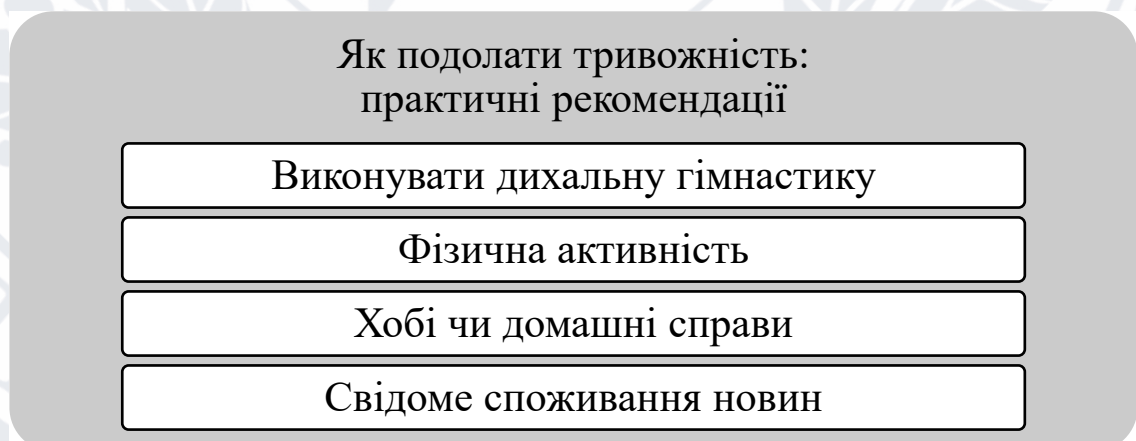 Як подолати тривожність:
практичні рекомендації
Виконувати дихальну гімнастику
Фізична активність
Хобі чи домашні справи
Свідоме споживання новин